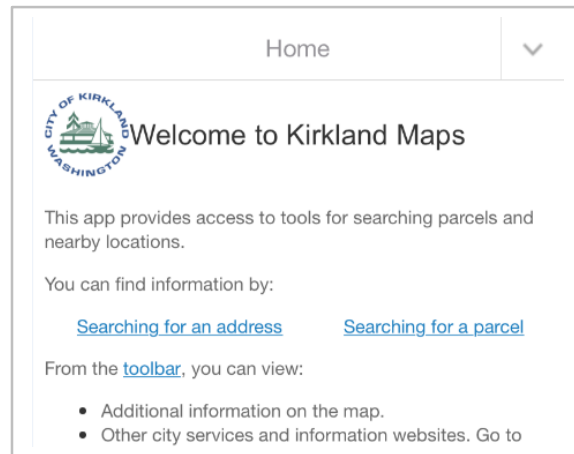 Home
CITY OF KIRKLAND
WASHINGTON
Welcome to Kirkland Maps
This app provides access to tools for searching parcels and
nearby locations.
You can find information by:
Searching for an address Searching for a parcel
From the toolbar, you can view:
• Additional information on the map.
• Other city services and information websites. Go to